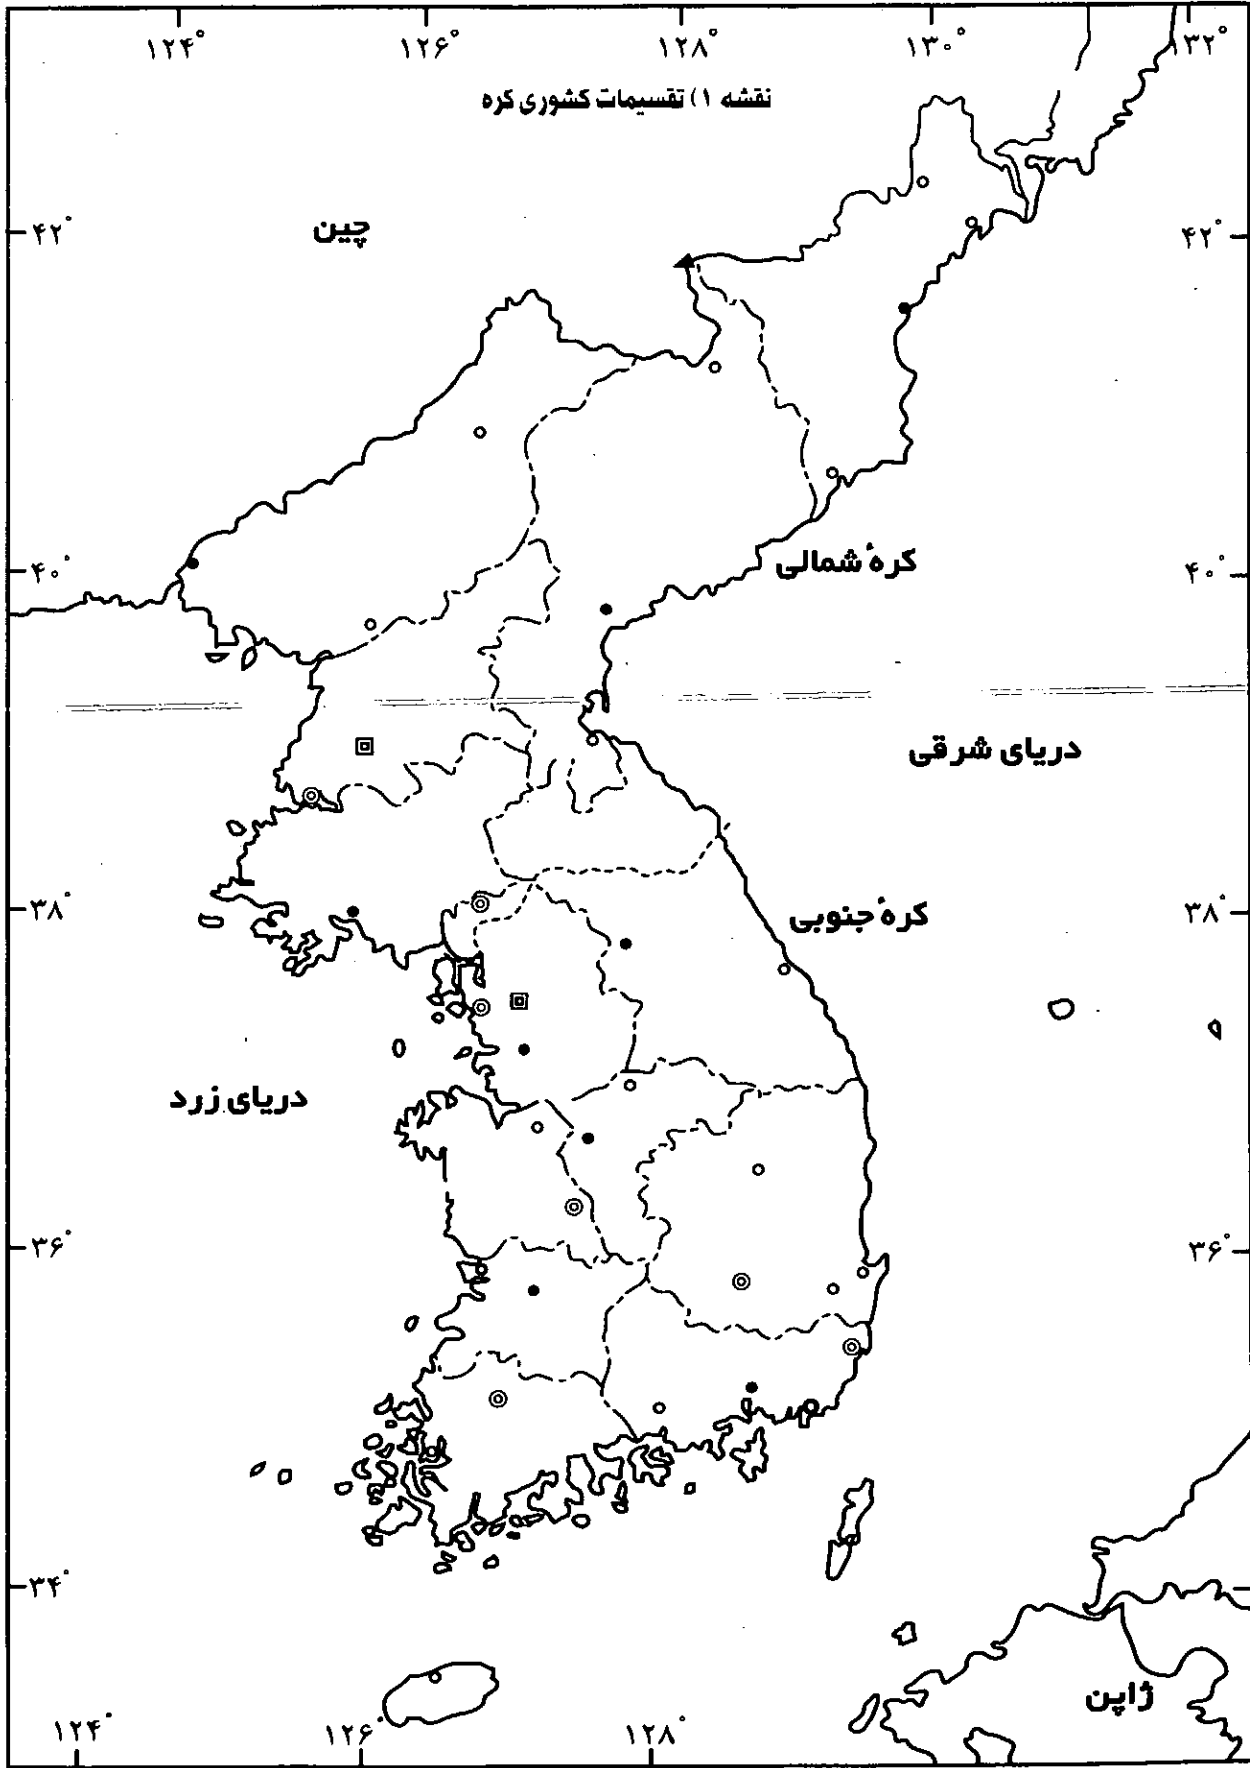 ۱۲۴° ۱۲۶° ۱۲۸° ۱۳۰° ۱۳۲°
نقشه ۱) تقسیمات کشوری کره
چین
۴۲° ۴۲°
کرهٔ شمالی
۴۰° ۴۰°
دریای شرقی
کرهٔ جنوبی
۳۸° ۳۸°
دریای زرد
۳۶° ۳۶°
۳۴°
ژاپن
۱۲۴° ۱۲۶° ۱۲۸°